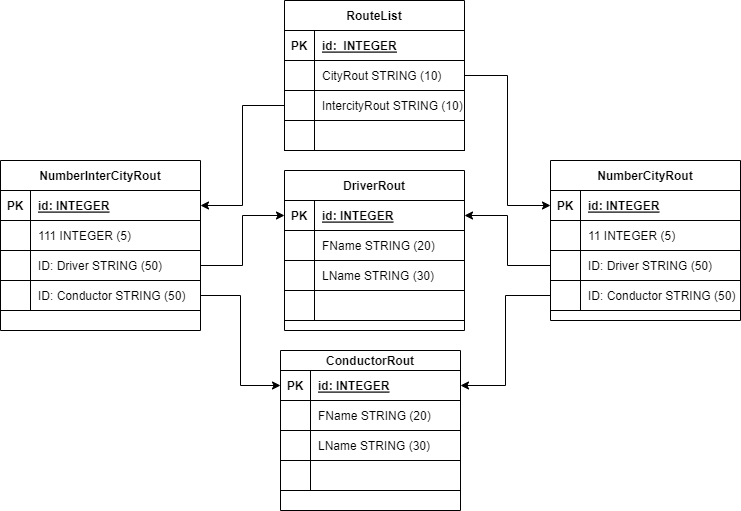 RouteList
PK id: INTEGER
CityRout STRING (10)
IntercityRout STRING (10)
NumberInterCityRout
PK id: INTEGER
111 INTEGER (5)
ID: Driver STRING (50)
ID: Conductor STRING (50)
DriverRout
PK id: INTEGER
FName STRING (20)
LName STRING (30)
NumberCityRout
PK id: INTEGER
11 INTEGER (5)
ID: Driver STRING (50)
ID: Conductor STRING (50)
ConductorRout
PK id: INTEGER
FName STRING (20)
LName STRING (30)